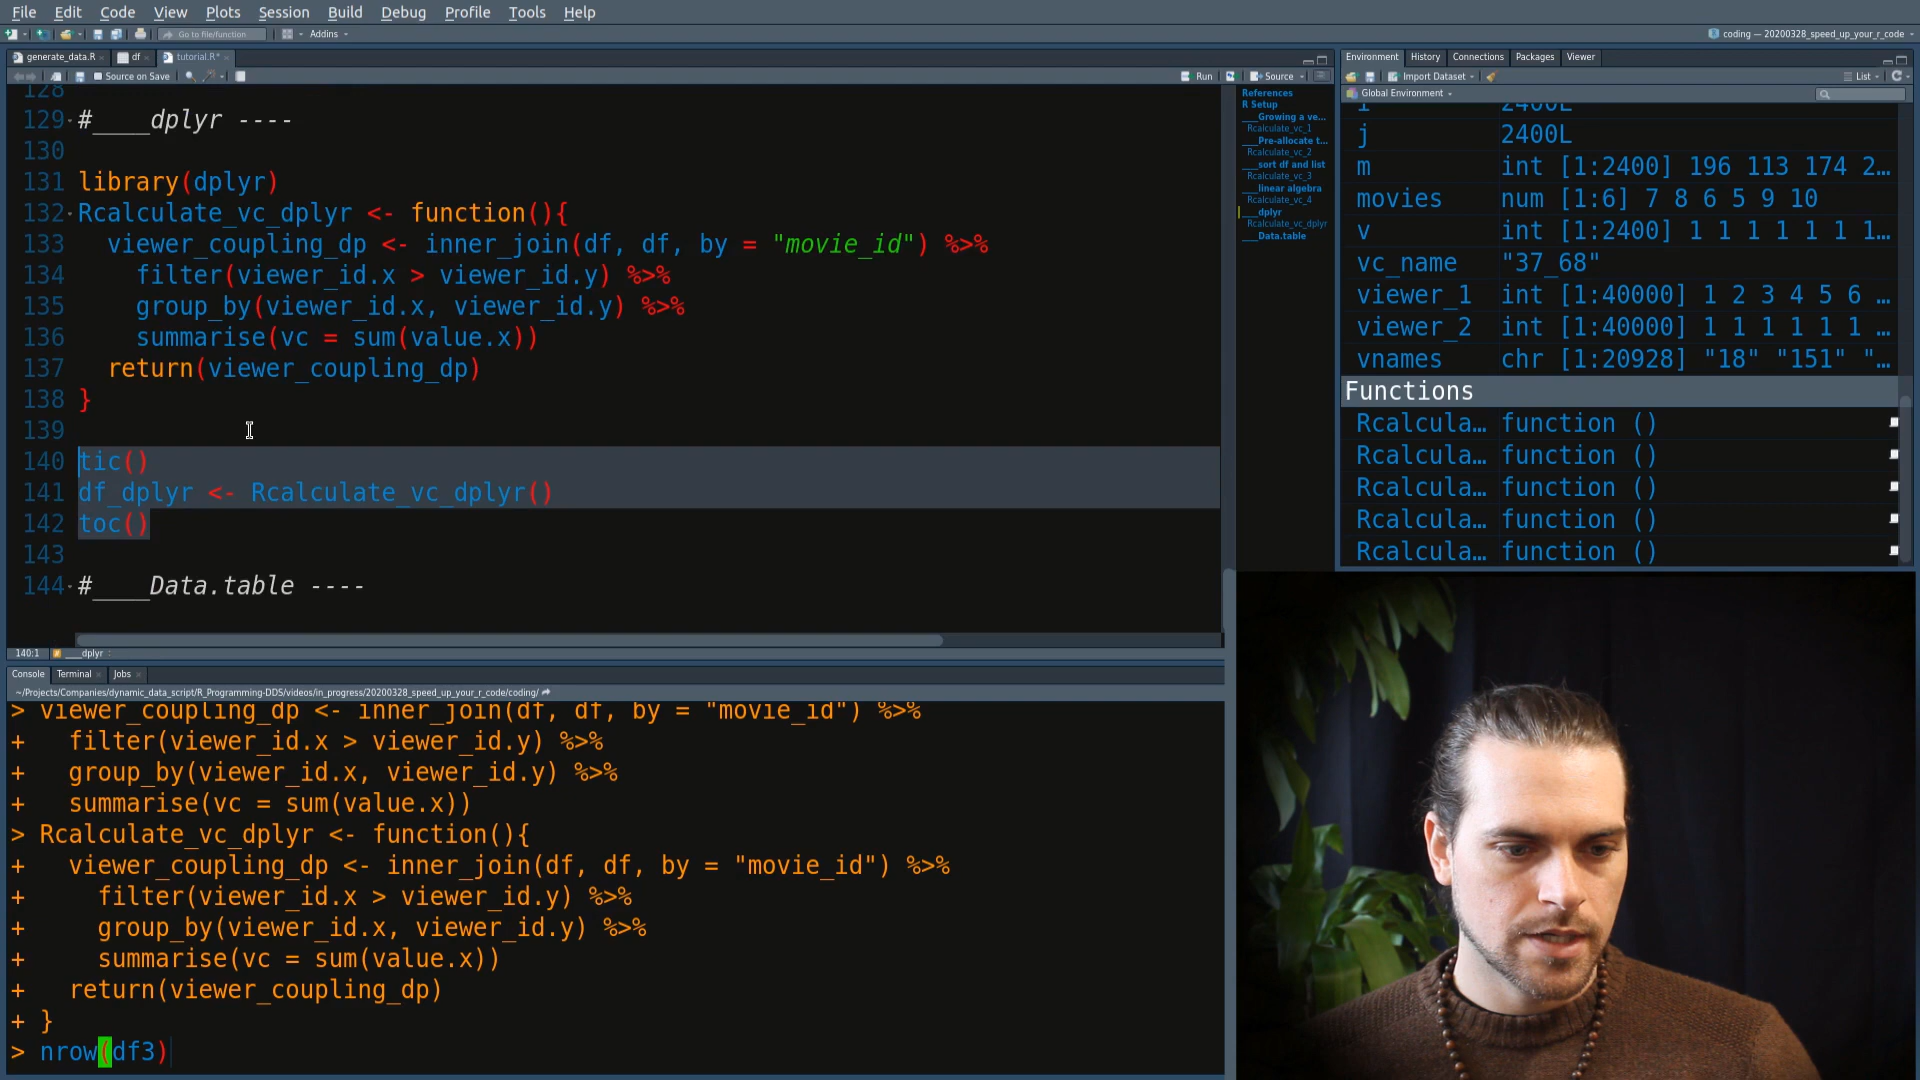 File Edit Code View Plots Session Build Debug Profile Tools Help
Go to file/function Addins
coding — 20200328_speed_up_your_r_code
generate_data.R df tutorial.R*
Source on Save Run Source
128
129 #____dplyr ----
130
131 library(dplyr)
132 Rcalculate_vc_dplyr <- function(){
133 viewer_coupling_dp <- inner_join(df, df, by = "movie_id") %>%
134 filter(viewer_id.x > viewer_id.y) %>%
135 group_by(viewer_id.x, viewer_id.y) %>%
136 summarise(vc = sum(value.x))
137 return(viewer_coupling_dp)
138 }
139
140 tic()
141 df_dplyr <- Rcalculate_vc_dplyr()
142 toc()
143
144 #____Data.table ----
140:1 ____dplyr
References
R Setup
____Growing a ve...
Rcalculate_vc_1
____Pre-allocate t...
Rcalculate_vc_2
____sort df and list
Rcalculate_vc_3
____linear algebra
Rcalculate_vc_4
____dplyr
Rcalculate_vc_dplyr
____Data.table
Console Terminal Jobs
~/Projects/Companies/dynamic_data_script/R_Programming-DDS/videos/in_progress/20200328_speed_up_your_r_code/coding/
> viewer_coupling_dp <- inner_join(df, df, by = "movie_id") %>%
+ filter(viewer_id.x > viewer_id.y) %>%
+ group_by(viewer_id.x, viewer_id.y) %>%
+ summarise(vc = sum(value.x))
> Rcalculate_vc_dplyr <- function(){
+ viewer_coupling_dp <- inner_join(df, df, by = "movie_id") %>%
+ filter(viewer_id.x > viewer_id.y) %>%
+ group_by(viewer_id.x, viewer_id.y) %>%
+ summarise(vc = sum(value.x))
+ return(viewer_coupling_dp)
+ }
> nrow(df3)
Environment History Connections Packages Viewer
Import Dataset List
Global Environment
i 2400L
j 2400L
m int [1:2400] 196 113 174 2…
movies num [1:6] 7 8 6 5 9 10
v int [1:2400] 1 1 1 1 1 1 1…
vc_name "37_68"
viewer_1 int [1:40000] 1 2 3 4 5 6 …
viewer_2 int [1:40000] 1 1 1 1 1 1 …
vnames chr [1:20928] "18" "151" "…
Functions
Rcalcula… function ()
Rcalcula… function ()
Rcalcula… function ()
Rcalcula… function ()
Rcalcula… function ()